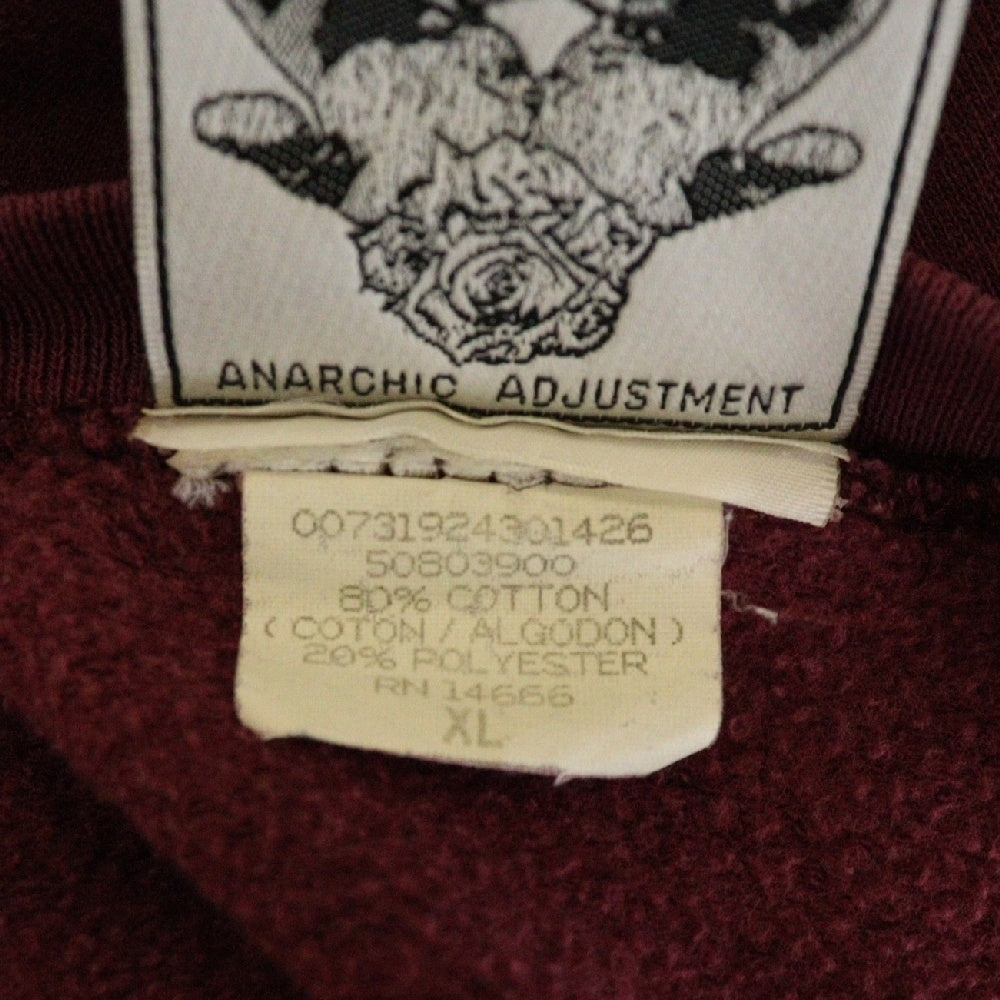 ANARCHIC ADJUSTMENT
00731924301426
50803900
80% COTTON
( COTON / ALGODON )
20% POLYESTER
RN 14666
XL